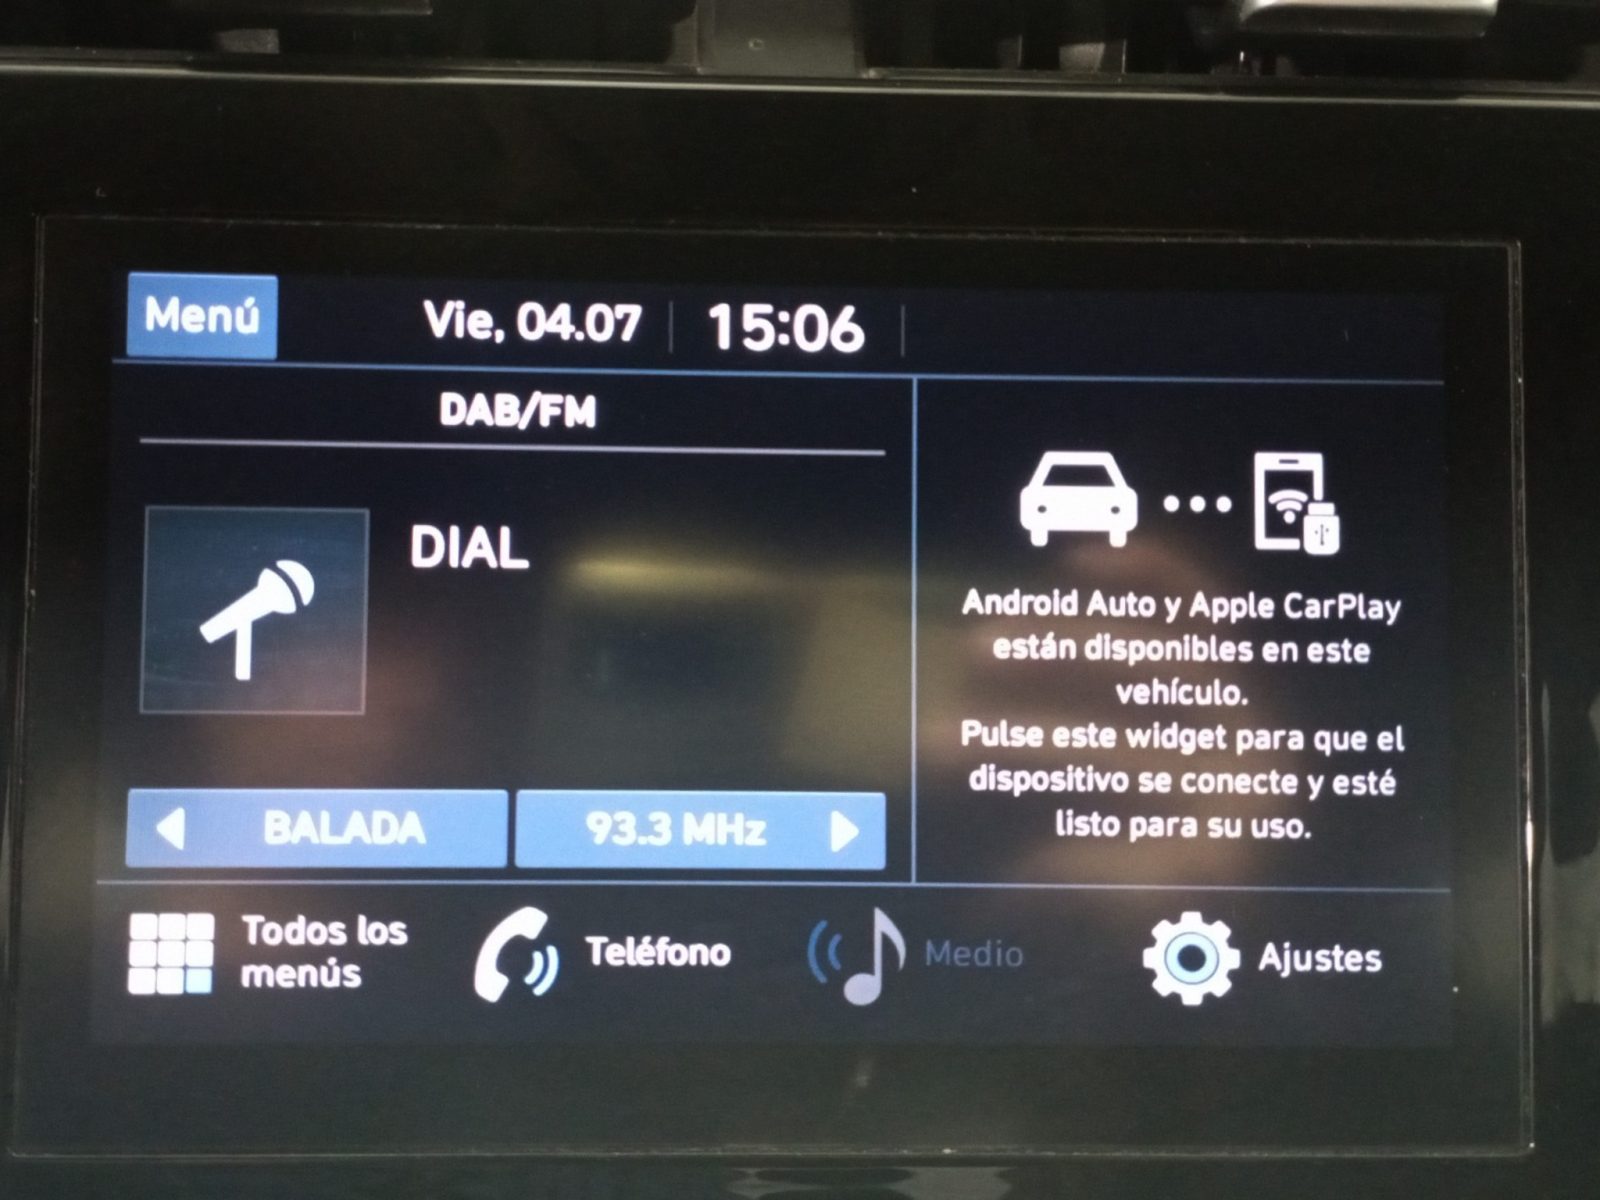 Menú
Vie, 04.07
15:06
DAB/FM
DIAL
BALADA
93.3 MHz
Android Auto y Apple CarPlay
están disponibles en este
vehículo.
Pulse este widget para que el
dispositivo se conecte y esté
listo para su uso.
Todos los
menús
Teléfono
Medio
Ajustes